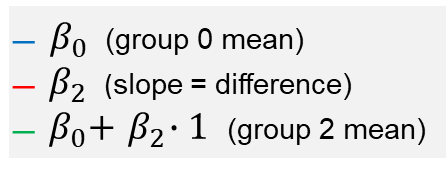 β₀ (group 0 mean)
β₂ (slope = difference)
β₀+ β₂· 1 (group 2 mean)